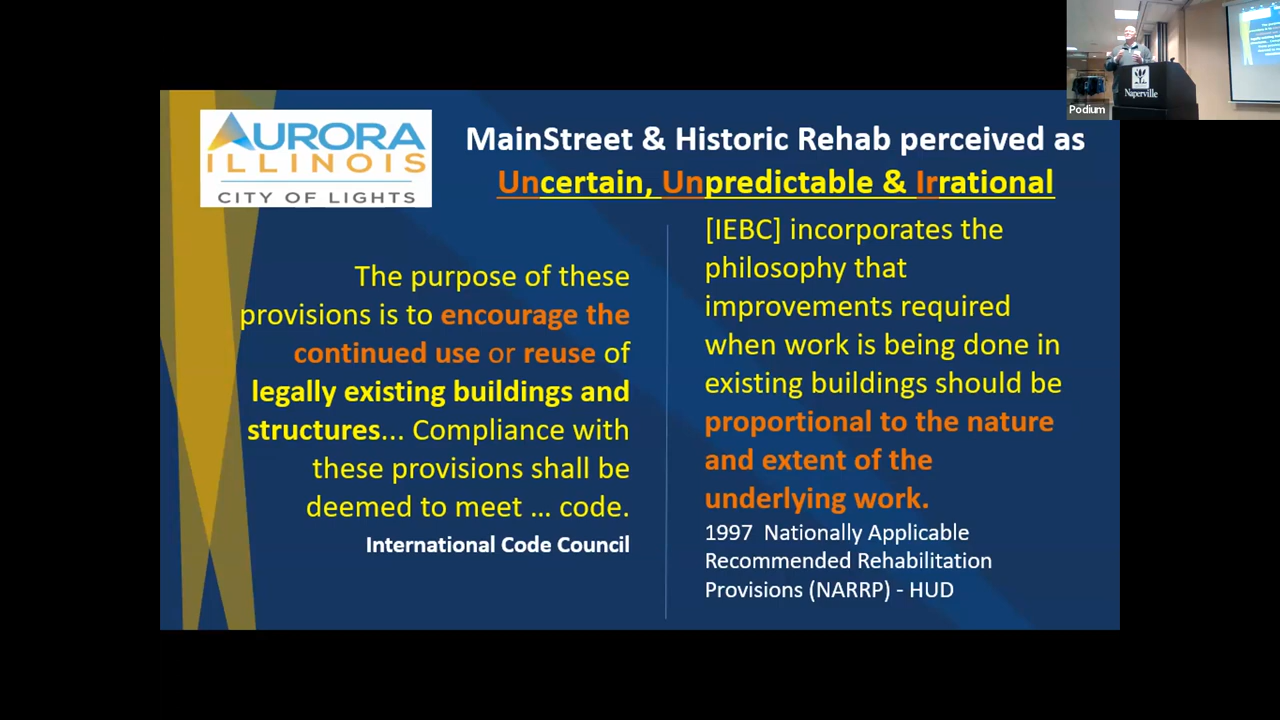 Podium
Naperville
AURORA
ILLINOIS
CITY OF LIGHTS
MainStreet & Historic Rehab perceived as
Uncertain, Unpredictable & Irrational
The purpose of these
provisions is to encourage the
continued use or reuse of
legally existing buildings and
structures... Compliance with
these provisions shall be
deemed to meet ... code.
International Code Council
[IEBC] incorporates the
philosophy that
improvements required
when work is being done in
existing buildings should be
proportional to the nature
and extent of the
underlying work.
1997 Nationally Applicable
Recommended Rehabilitation
Provisions (NARRP) - HUD